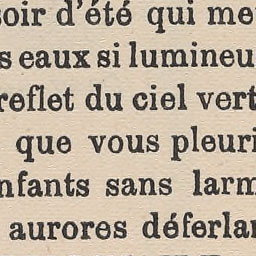 soir d'été qui me
s eaux si lumineu
reflet du ciel vert
que vous pleuri
nfants sans larm
aurores déferlan